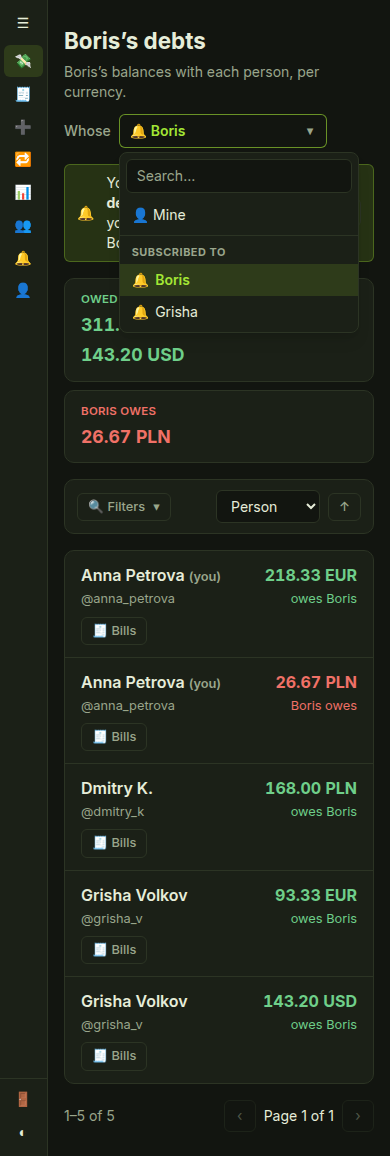 Boris’s debts
Boris’s balances with each person, per
currency.
Whose
Boris
Search...
Mine
SUBSCRIBED TO
Boris
Grisha
OWED
311.
143.20 USD
BORIS OWES
26.67 PLN
Filters
Person
Anna Petrova (you)
218.33 EUR
@anna_petrova
owes Boris
Bills
Anna Petrova (you)
26.67 PLN
@anna_petrova
Boris owes
Bills
Dmitry K.
168.00 PLN
@dmitry_k
owes Boris
Bills
Grisha Volkov
93.33 EUR
@grisha_v
owes Boris
Bills
Grisha Volkov
143.20 USD
@grisha_v
owes Boris
Bills
1–5 of 5
Page 1 of 1